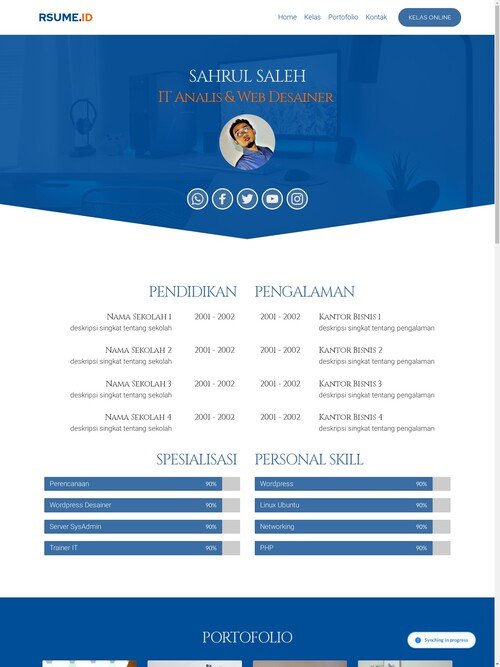 RSUME.ID
Home Kelas Portofolio Kontak KELAS ONLINE
SAHRUL SALEH
IT Analis & Web Desainer
PENDIDIKAN
Nama Sekolah 1 2001 - 2002
deskripsi singkat tentang sekolah
Nama Sekolah 2 2001 - 2002
deskripsi singkat tentang sekolah
Nama Sekolah 3 2001 - 2002
deskripsi singkat tentang sekolah
Nama Sekolah 4 2001 - 2002
deskripsi singkat tentang sekolah
PENGALAMAN
2001 - 2002 Kantor Bisnis 1
deskripsi singkat tentang pengalaman
2001 - 2002 Kantor Bisnis 2
deskripsi singkat tentang pengalaman
2001 - 2002 Kantor Bisnis 3
deskripsi singkat tentang pengalaman
2001 - 2002 Kantor Bisnis 4
deskripsi singkat tentang pengalaman
SPESIALISASI
Perencanaan 90%
Wordpress Desainer 90%
Server SysAdmin 90%
Trainer IT 90%
PERSONAL SKILL
Wordpress 90%
Linux Ubuntu 90%
Networking 90%
PHP 90%
PORTOFOLIO
Synching in progress